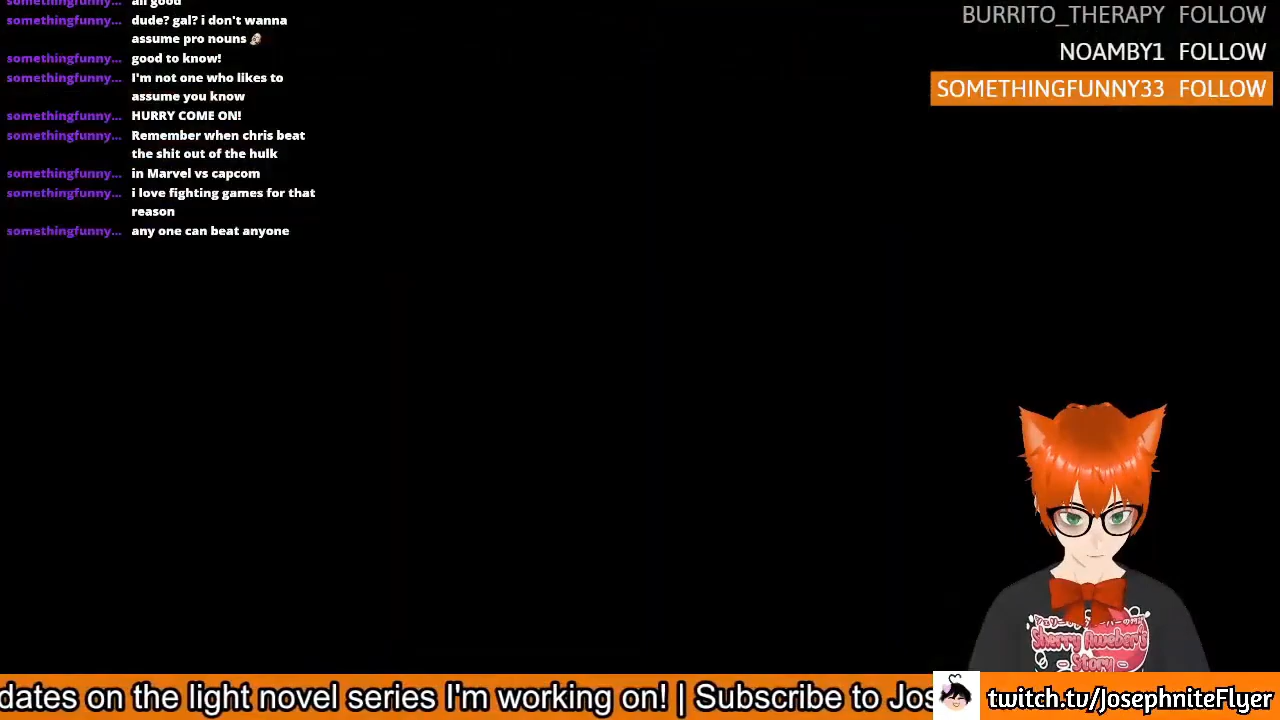 somethingfunny... all good
somethingfunny... dude? gal? i don't wanna
assume pro nouns
somethingfunny... good to know!
somethingfunny... I'm not one who likes to
assume you know
somethingfunny... HURRY COME ON!
somethingfunny... Remember when chris beat
the shit out of the hulk
somethingfunny... in Marvel vs capcom
somethingfunny... i love fighting games for that
reason
somethingfunny... any one can beat anyone
BURRITO_THERAPY FOLLOW
NOAMBY1 FOLLOW
SOMETHINGFUNNY33 FOLLOW
Sherry Aweber's
- Story -
dates on the light novel series I'm working on! | Subscribe to Jos
twitch.tv/JosephniteFlyer